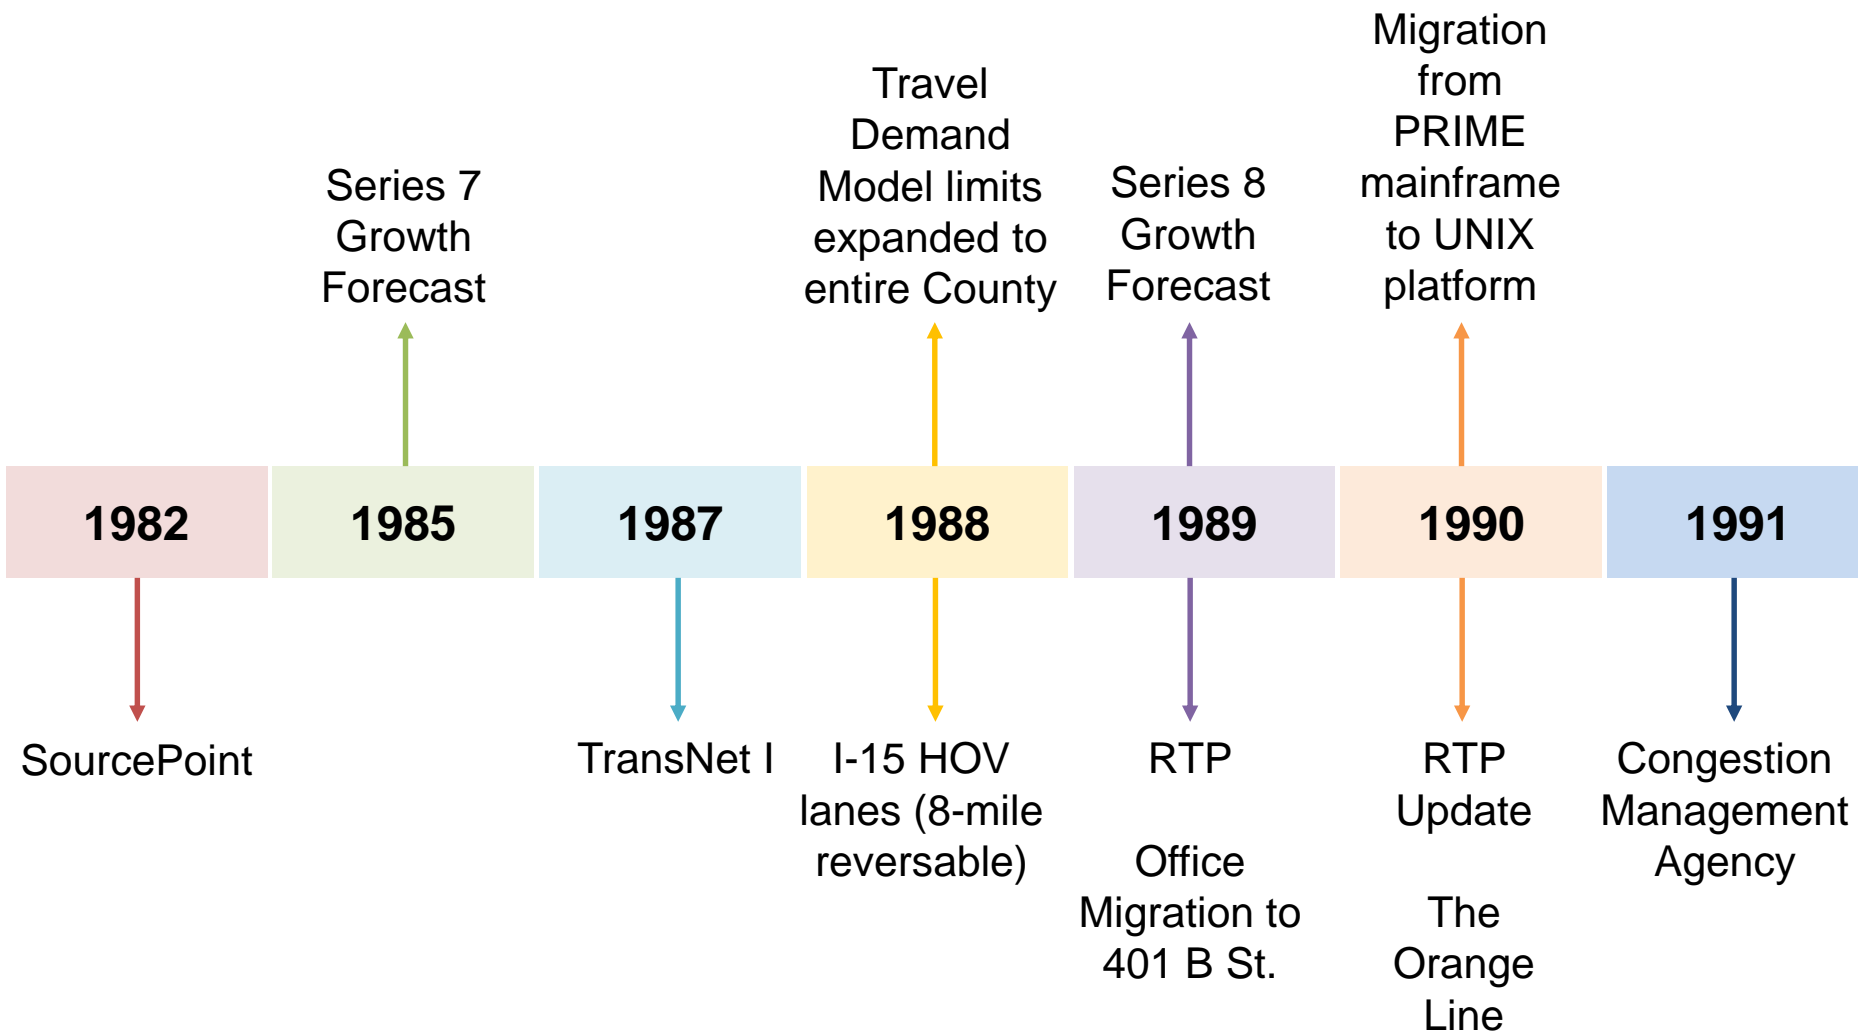 Series 7
Growth
Forecast
Travel
Demand
Model limits
expanded to
entire County
Series 8
Growth
Forecast
Migration
from
PRIME
mainframe
to UNIX
platform
1982
1985
1987
1988
1989
1990
1991
SourcePoint
TransNet I
I-15 HOV
lanes (8-mile
reversable)
RTP
Office
Migration to
401 B St.
RTP
Update
The
Orange
Line
Congestion
Management
Agency